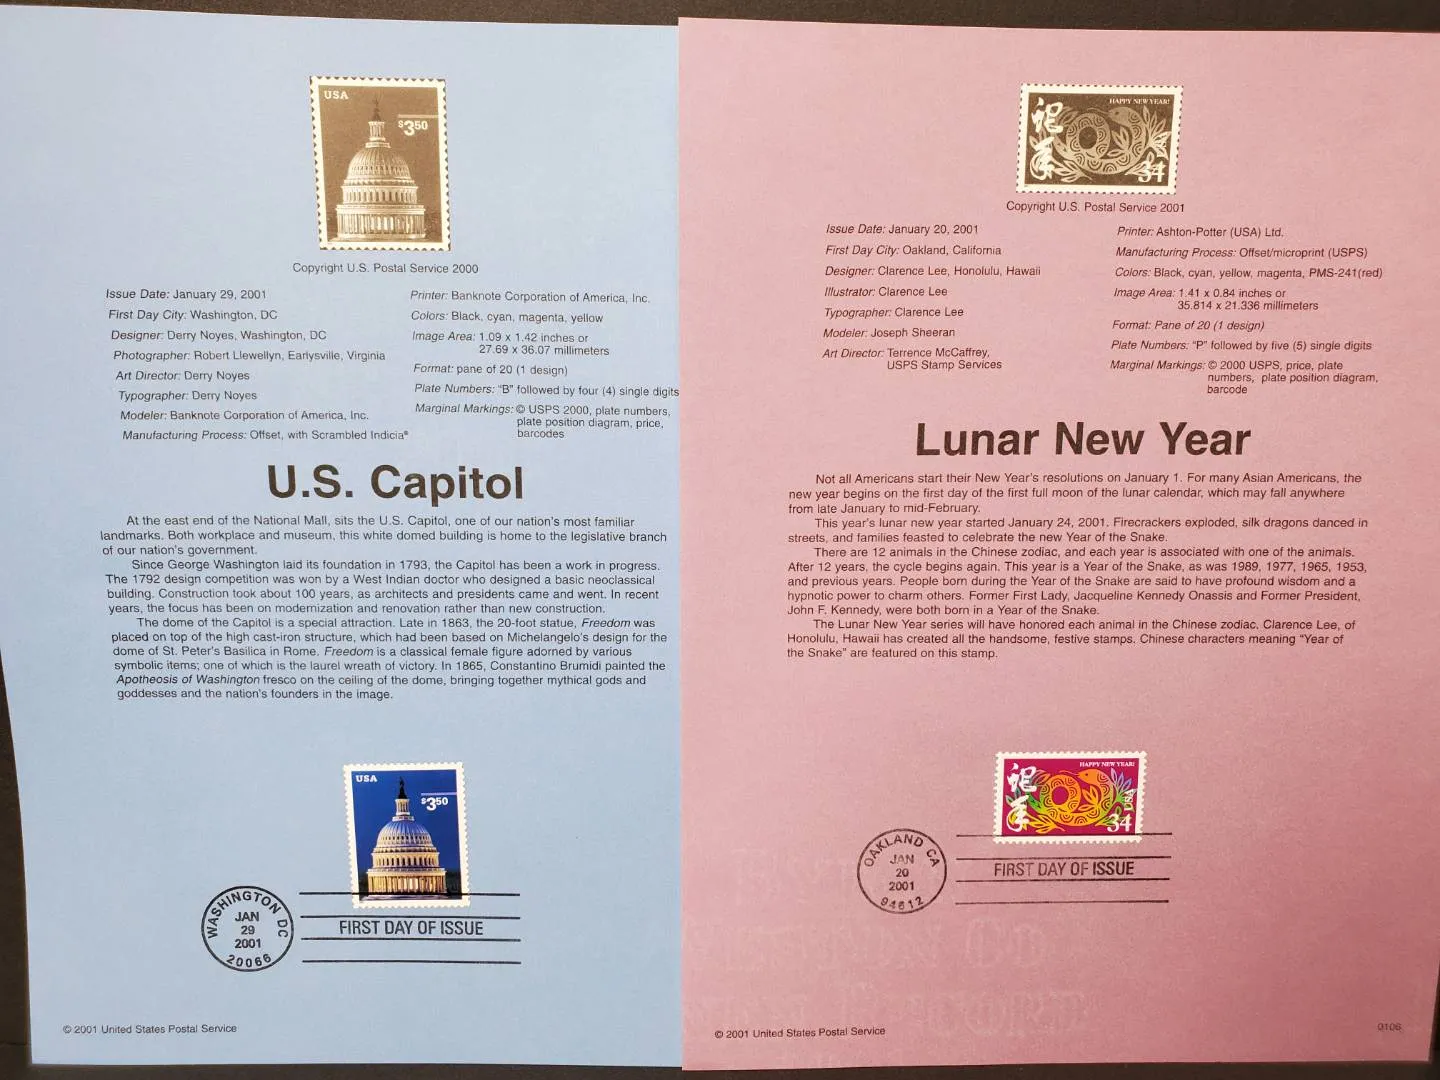 USA
$3.50
Copyright U.S. Postal Service 2000
Issue Date: January 29, 2001
First Day City: Washington, DC
Designer: Derry Noyes, Washington, DC
Photographer: Robert Llewellyn, Earlysville, Virginia
Art Director: Derry Noyes
Typographer: Derry Noyes
Modeler: Banknote Corporation of America, Inc.
Manufacturing Process: Offset, with Scrambled Indicia®
Printer: Banknote Corporation of America, Inc.
Colors: Black, cyan, magenta, yellow
Image Area: 1.09 x 1.42 inches or
27.69 x 36.07 millimeters
Format: pane of 20 (1 design)
Plate Numbers: "B" followed by four (4) single digits
Marginal Markings: © USPS 2000, plate numbers,
plate position diagram, price,
barcodes
U.S. Capitol
At the east end of the National Mall, sits the U.S. Capitol, one of our nation's most familiar
landmarks. Both workplace and museum, this white domed building is home to the legislative branch
of our nation's government.
Since George Washington laid its foundation in 1793, the Capitol has been a work in progress.
The 1792 design competition was won by a West Indian doctor who designed a basic neoclassical
building. Construction took about 100 years, as architects and presidents came and went. In recent
years, the focus has been on modernization and renovation rather than new construction.
The dome of the Capitol is a special attraction. Late in 1863, the 20-foot statue, Freedom was
placed on top of the high cast-iron structure, which had been based on Michelangelo's design for the
dome of St. Peter's Basilica in Rome. Freedom is a classical female figure adorned by various
symbolic items; one of which is the laurel wreath of victory. In 1865, Constantino Brumidi painted the
Apotheosis of Washington fresco on the ceiling of the dome, bringing together mythical gods and
goddesses and the nation's founders in the image.
USA
$3.50
WASHINGTON DC
JAN
29
2001
20066
FIRST DAY OF ISSUE
© 2001 United States Postal Service
HAPPY NEW YEAR!
蛇年
34
Copyright U.S. Postal Service 2001
Issue Date: January 20, 2001
First Day City: Oakland, California
Designer: Clarence Lee, Honolulu, Hawaii
Illustrator: Clarence Lee
Typographer: Clarence Lee
Modeler: Joseph Sheeran
Art Director: Terrence McCaffrey,
USPS Stamp Services
Printer: Ashton-Potter (USA) Ltd.
Manufacturing Process: Offset/microprint (USPS)
Colors: Black, cyan, yellow, magenta, PMS-241(red)
Image Area: 1.41 x 0.84 inches or
35.814 x 21.336 millimeters
Format: Pane of 20 (1 design)
Plate Numbers: "P" followed by five (5) single digits
Marginal Markings: © 2000 USPS, price, plate
numbers, plate position diagram,
barcode
Lunar New Year
Not all Americans start their New Year's resolutions on January 1. For many Asian Americans, the
new year begins on the first day of the first full moon of the lunar calendar, which may fall anywhere
from late January to mid-February.
This year's lunar new year started January 24, 2001. Firecrackers exploded, silk dragons danced in
streets, and families feasted to celebrate the new Year of the Snake.
There are 12 animals in the Chinese zodiac, and each year is associated with one of the animals.
After 12 years, the cycle begins again. This year is a Year of the Snake, as was 1989, 1977, 1965, 1953,
and previous years. People born during the Year of the Snake are said to have profound wisdom and a
hypnotic power to charm others. Former First Lady, Jacqueline Kennedy Onassis and Former President,
John F. Kennedy, were both born in a Year of the Snake.
The Lunar New Year series will have honored each animal in the Chinese zodiac. Clarence Lee, of
Honolulu, Hawaii has created all the handsome, festive stamps. Chinese characters meaning "Year of
the Snake" are featured on this stamp.
HAPPY NEW YEAR!
蛇年
USA
34
OAKLAND CA
JAN
20
2001
94612
FIRST DAY OF ISSUE
© 2001 United States Postal Service
0106